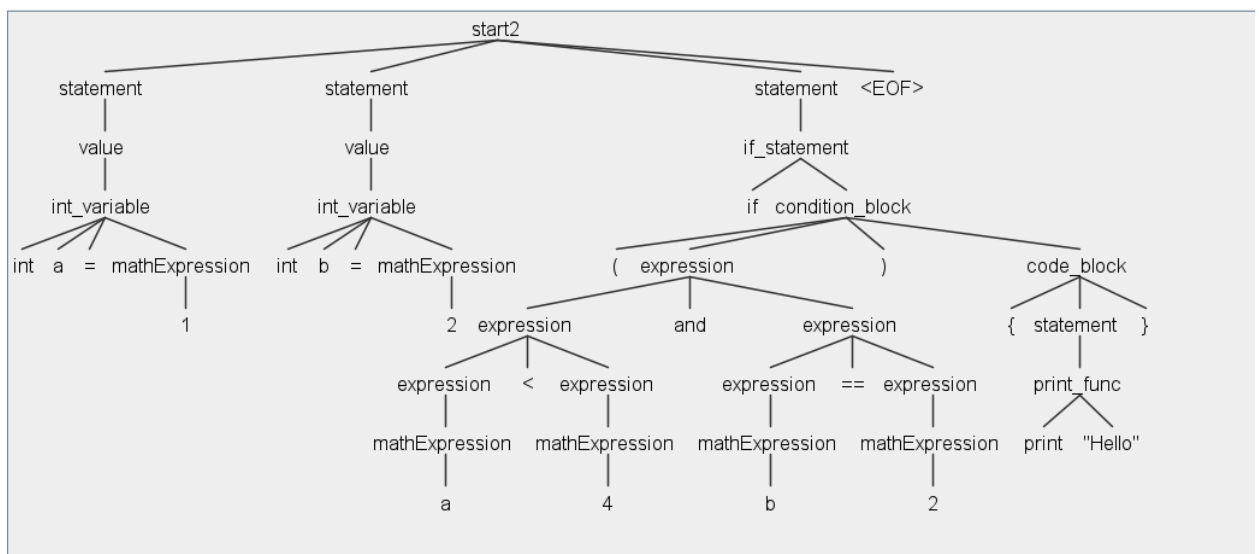 start2
statement statement statement <EOF>
value value if_statement
int_variable int_variable if condition_block
int a = mathExpression int b = mathExpression ( expression ) code_block
1 2 expression and expression { statement }
expression < expression expression == expression print_func
mathExpression mathExpression mathExpression mathExpression print "Hello"
a 4 b 2